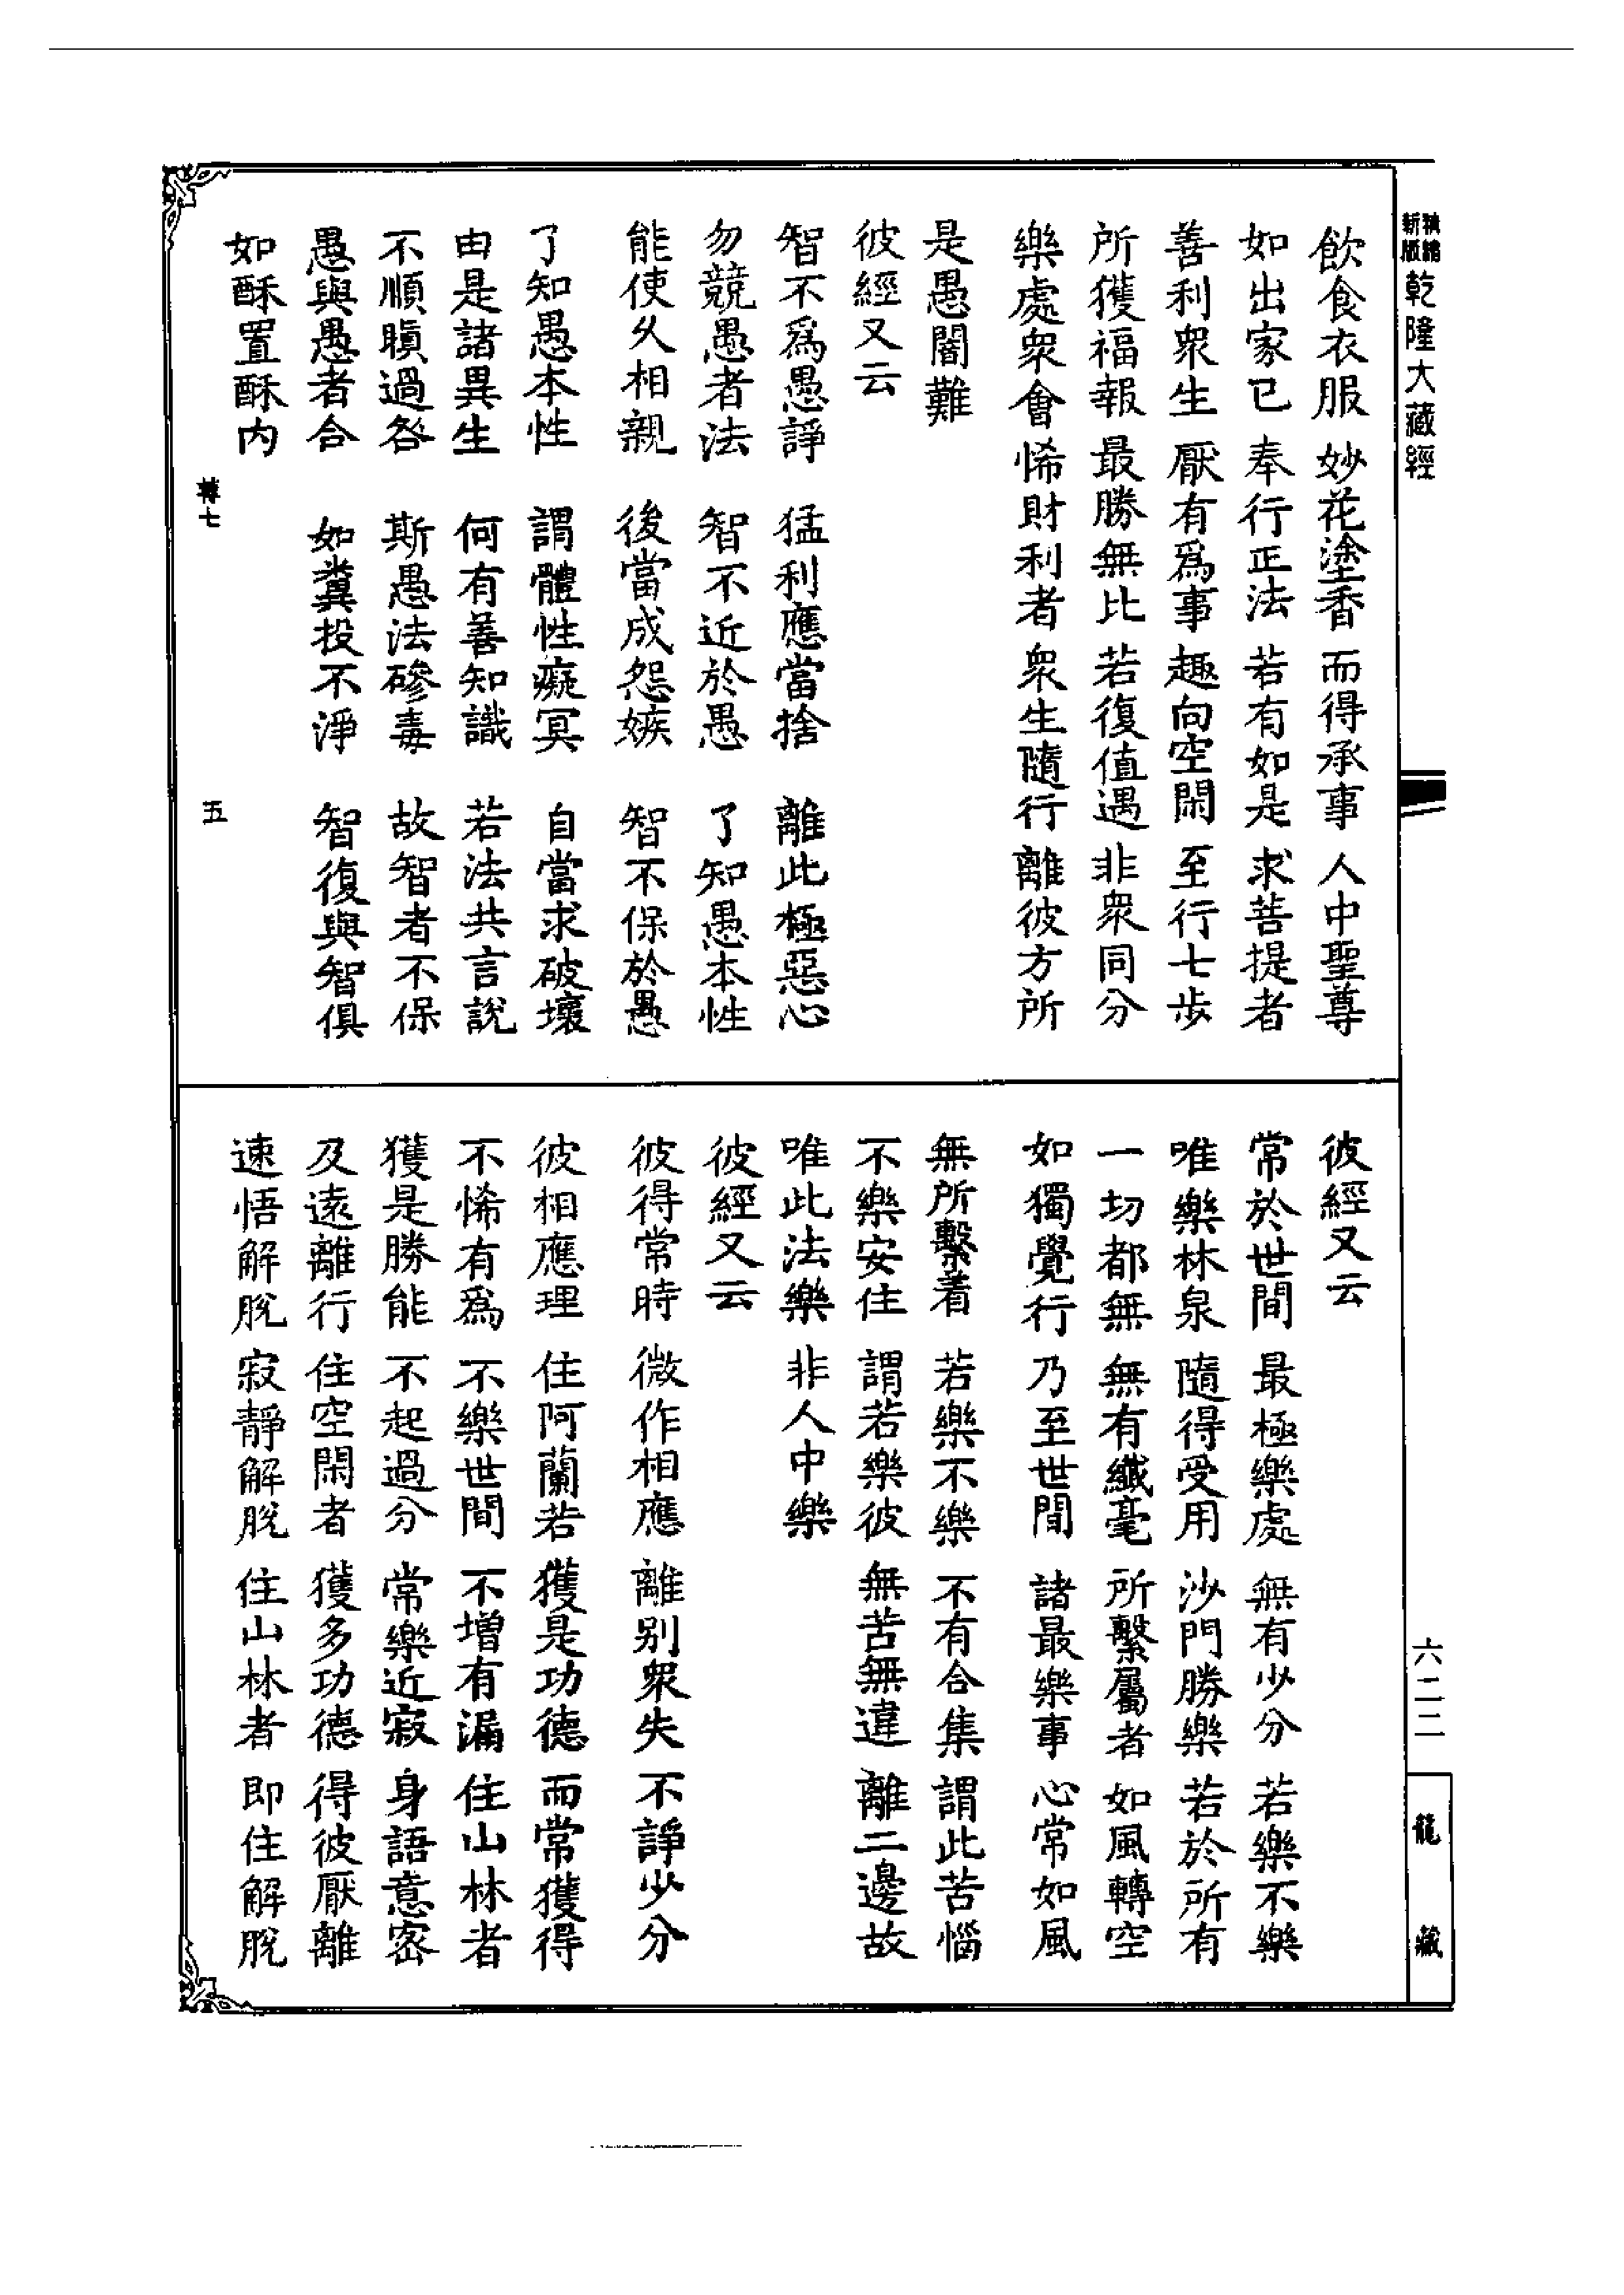 精縮新版乾隆大藏經
飲食衣服 妙花塗香 而得承事 人中聖尊
如出家已 奉行正法 若有如是 求菩提者
善利衆生 厭有爲事 趣向空閑 至行七步
所獲福報 最勝無比 若復值遇 非衆同分
樂處衆會 悕財利者 衆生隨行 離彼方所
是愚闇難
彼經又云
智不爲愚諍 猛利應當捨 離此極惡心
勿競愚者法 智不近於愚 了知愚本性
能使久相親 後當成怨嫉 智不保於愚
了知愚本性 謂體性癡冥 自當求破壞
由是諸異生 何有善知識 若法共言說
不順瞋過咎 斯愚法磣毒 故智者不保
愚與愚者合 如糞投不淨 智復與智俱
如酥置酥内
轉七 五
彼經又云
常於世間 最極樂處 無有少分 若樂不樂
唯樂林泉 隨得受用 沙門勝樂 若於所有
一切都無 無有纖毫 所繫屬者 如風轉空
如獨覺行 乃至世間 諸最樂事 心常如風
無所繫着 若樂不樂 不有合集 謂此苦惱
不樂安住 謂若樂彼 無苦無違 離二邊故
唯此法樂 非人中樂
彼經又云
彼得常時 微作相應 離别衆失 不諍少分
彼相應理 住阿蘭若 獲是功德 而常獲得
不悕有爲 不樂世間 不增有漏 住山林者
獲是勝能 不起過分 常樂近寂 身語意密
及遠離行 住空閑者 獲多功德 得彼厭離
速悟解脫 寂靜解脫 住山林者 即住解脫
六二二
龍藏